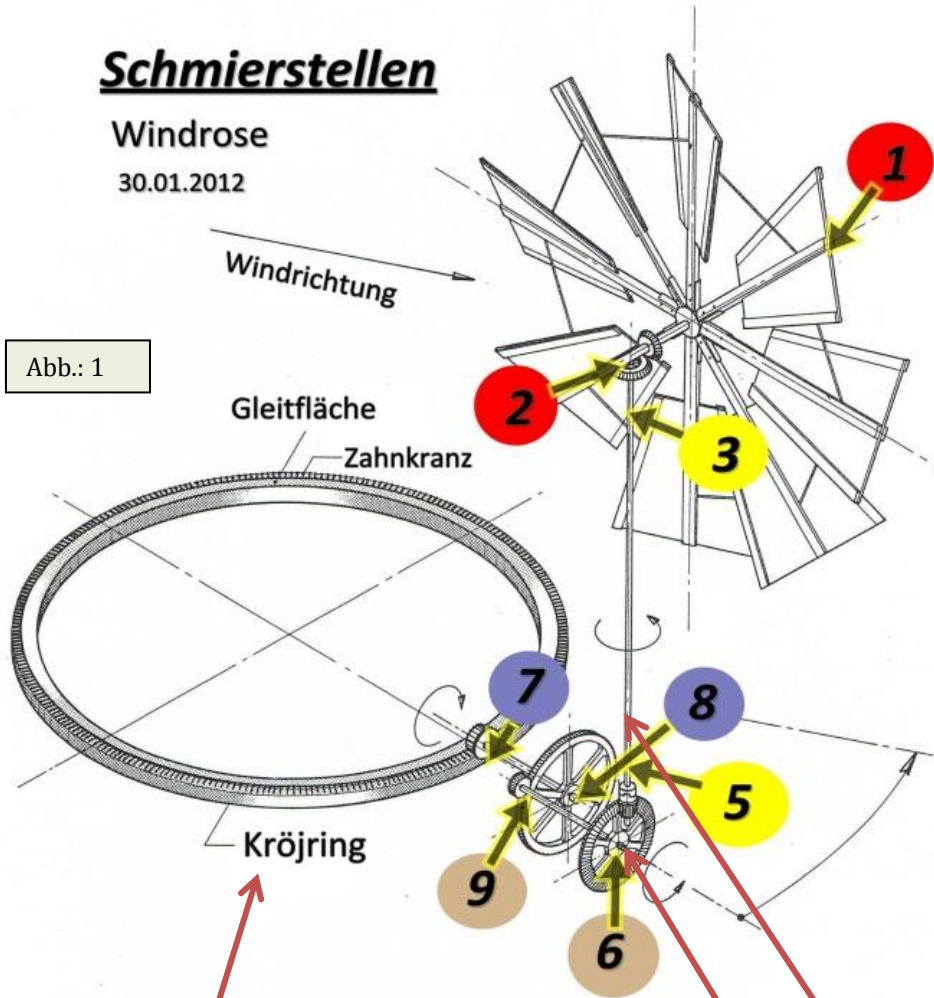 Schmierstellen
Windrose
30.01.2012
1
Windrichtung
Abb.: 1
2
Gleitfläche
3
Zahnkranz
7
8
5
Kröjring
9
6